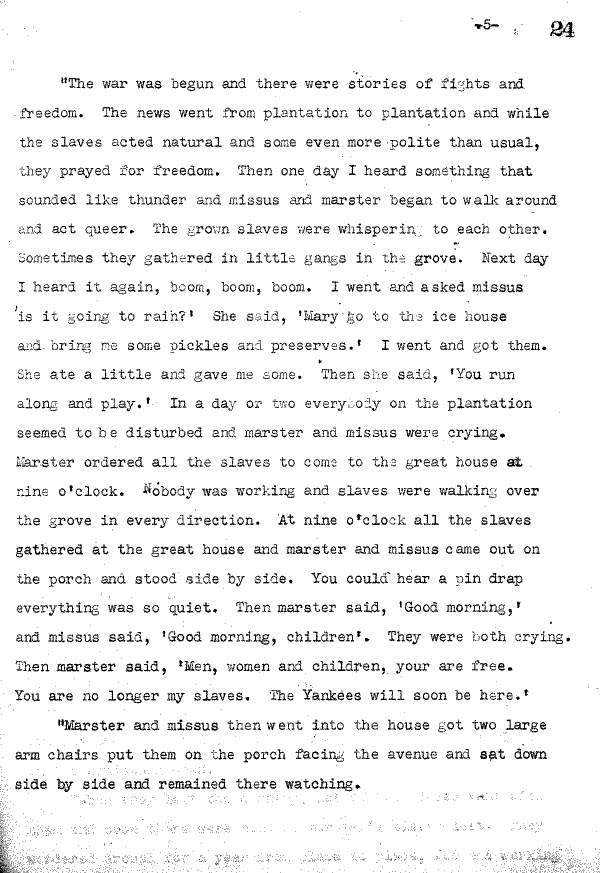 -5- 24
"The war was begun and there were stories of fights and
freedom. The news went from plantation to plantation and while
the slaves acted natural and some even more polite than usual,
they prayed for freedom. Then one day I heard something that
sounded like thunder and missus and marster began to walk around
and act queer. The grown slaves were whispering to each other.
Sometimes they gathered in little gangs in the grove. Next day
I heard it again, boom, boom, boom. I went and asked missus
'is it going to rain?' She said, 'Mary go to the ice house
and bring me some pickles and preserves.' I went and got them.
She ate a little and gave me some. Then she said, 'You run
along and play.' In a day or two everybody on the plantation
seemed to be disturbed and marster and missus were crying.
Marster ordered all the slaves to come to the great house at
nine o'clock. Nobody was working and slaves were walking over
the grove in every direction. At nine o'clock all the slaves
gathered at the great house and marster and missus came out on
the porch and stood side by side. You could hear a pin drap
everything was so quiet. Then marster said, 'Good morning,'
and missus said, 'Good morning, children'. They were both crying.
Then marster said, 'Men, women and children, your are free.
You are no longer my slaves. The Yankees will soon be here.'
"Marster and missus then went into the house got two large
arm chairs put them on the porch facing the avenue and sat down
side by side and remained there watching.
for a year from place to place, working